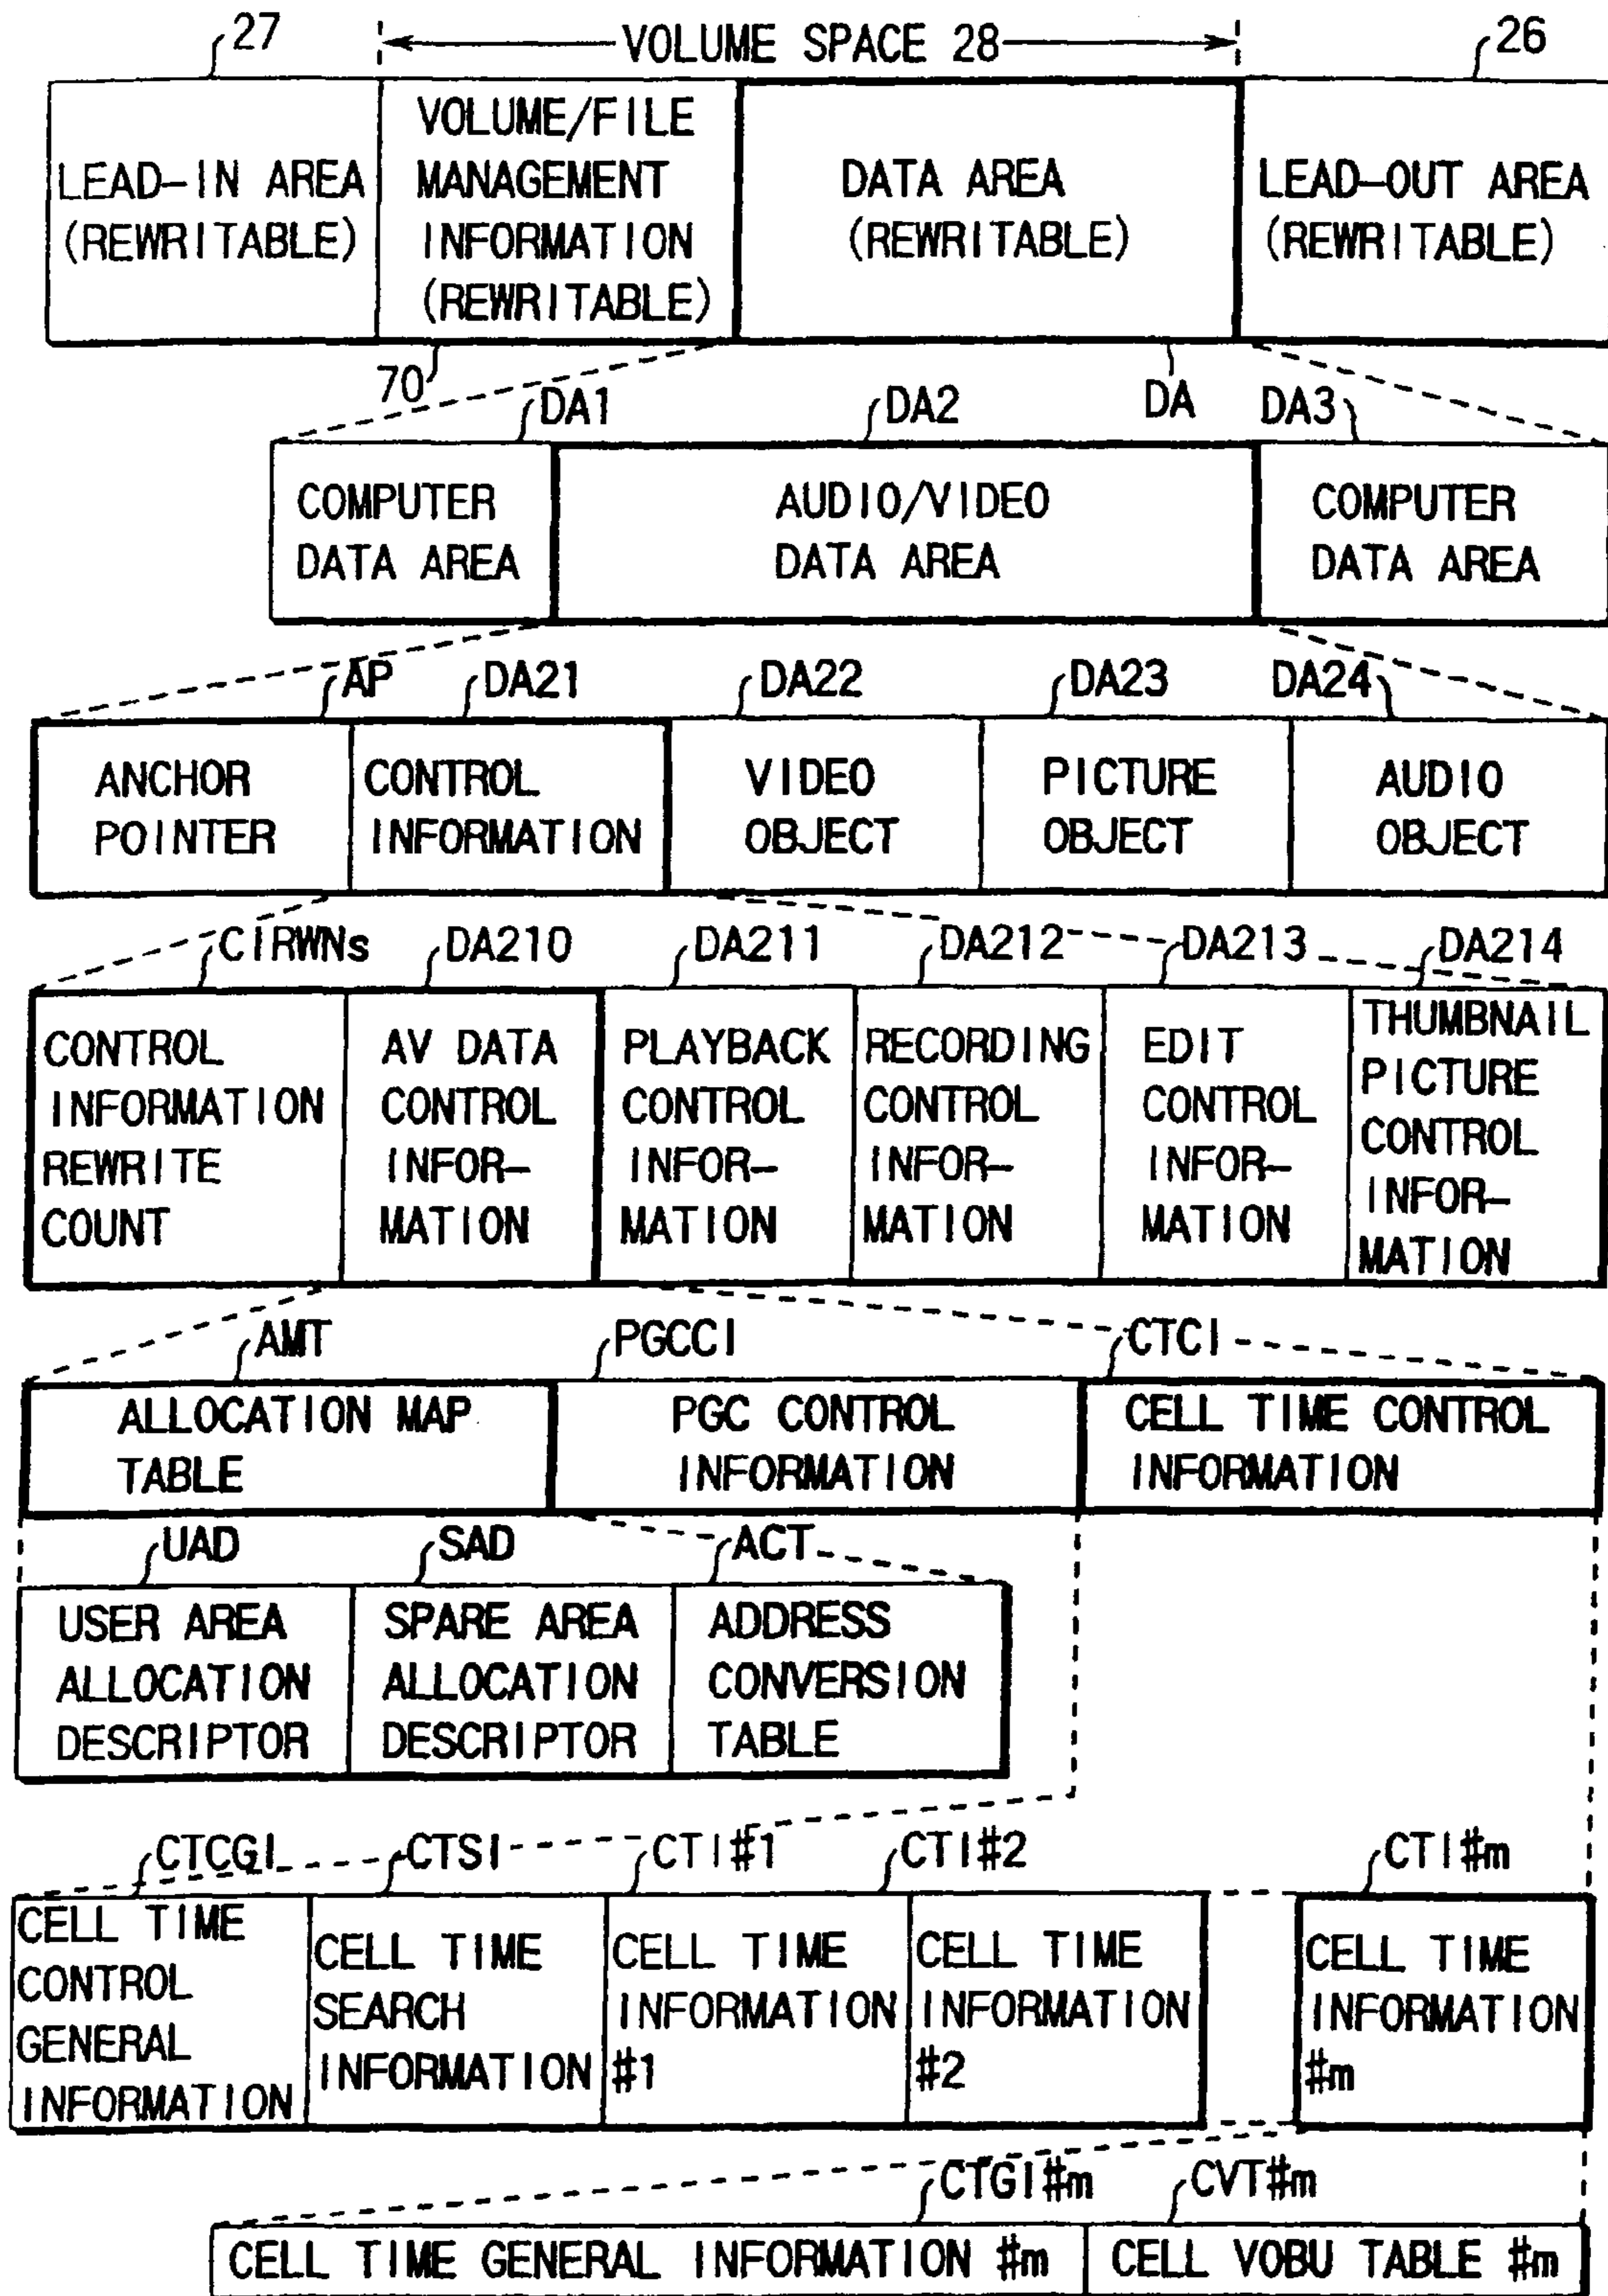 27
VOLUME SPACE 28
26
LEAD-IN AREA
(REWRITABLE)
VOLUME/FILE
MANAGEMENT
INFORMATION
(REWRITABLE)
DATA AREA
(REWRITABLE)
LEAD-OUT AREA
(REWRITABLE)
70
DA
DA1
DA2
DA3
COMPUTER
DATA AREA
AUDIO/VIDEO
DATA AREA
COMPUTER
DATA AREA
AP
DA21
DA22
DA23
DA24
ANCHOR
POINTER
CONTROL
INFORMATION
VIDEO
OBJECT
PICTURE
OBJECT
AUDIO
OBJECT
CIRWNs
DA210
DA211
DA212
DA213
DA214
CONTROL
INFORMATION
REWRITE
COUNT
AV DATA
CONTROL
INFOR-
MATION
PLAYBACK
CONTROL
INFOR-
MATION
RECORDING
CONTROL
INFOR-
MATION
EDIT
CONTROL
INFOR-
MATION
THUMBNAIL
PICTURE
CONTROL
INFOR-
MATION
AMT
PGCCI
CTCI
ALLOCATION MAP
TABLE
PGC CONTROL
INFORMATION
CELL TIME CONTROL
INFORMATION
UAD
SAD
ACT
USER AREA
ALLOCATION
DESCRIPTOR
SPARE AREA
ALLOCATION
DESCRIPTOR
ADDRESS
CONVERSION
TABLE
CTCGI
CTSI
CTI#1
CTI#2
CTI#m
CELL TIME
CONTROL
GENERAL
INFORMATION
CELL TIME
SEARCH
INFORMATION
CELL TIME
INFORMATION
#1
CELL TIME
INFORMATION
#2
CELL TIME
INFORMATION
#m
CTGI#m
CVT#m
CELL TIME GENERAL INFORMATION #m
CELL VOBU TABLE #m